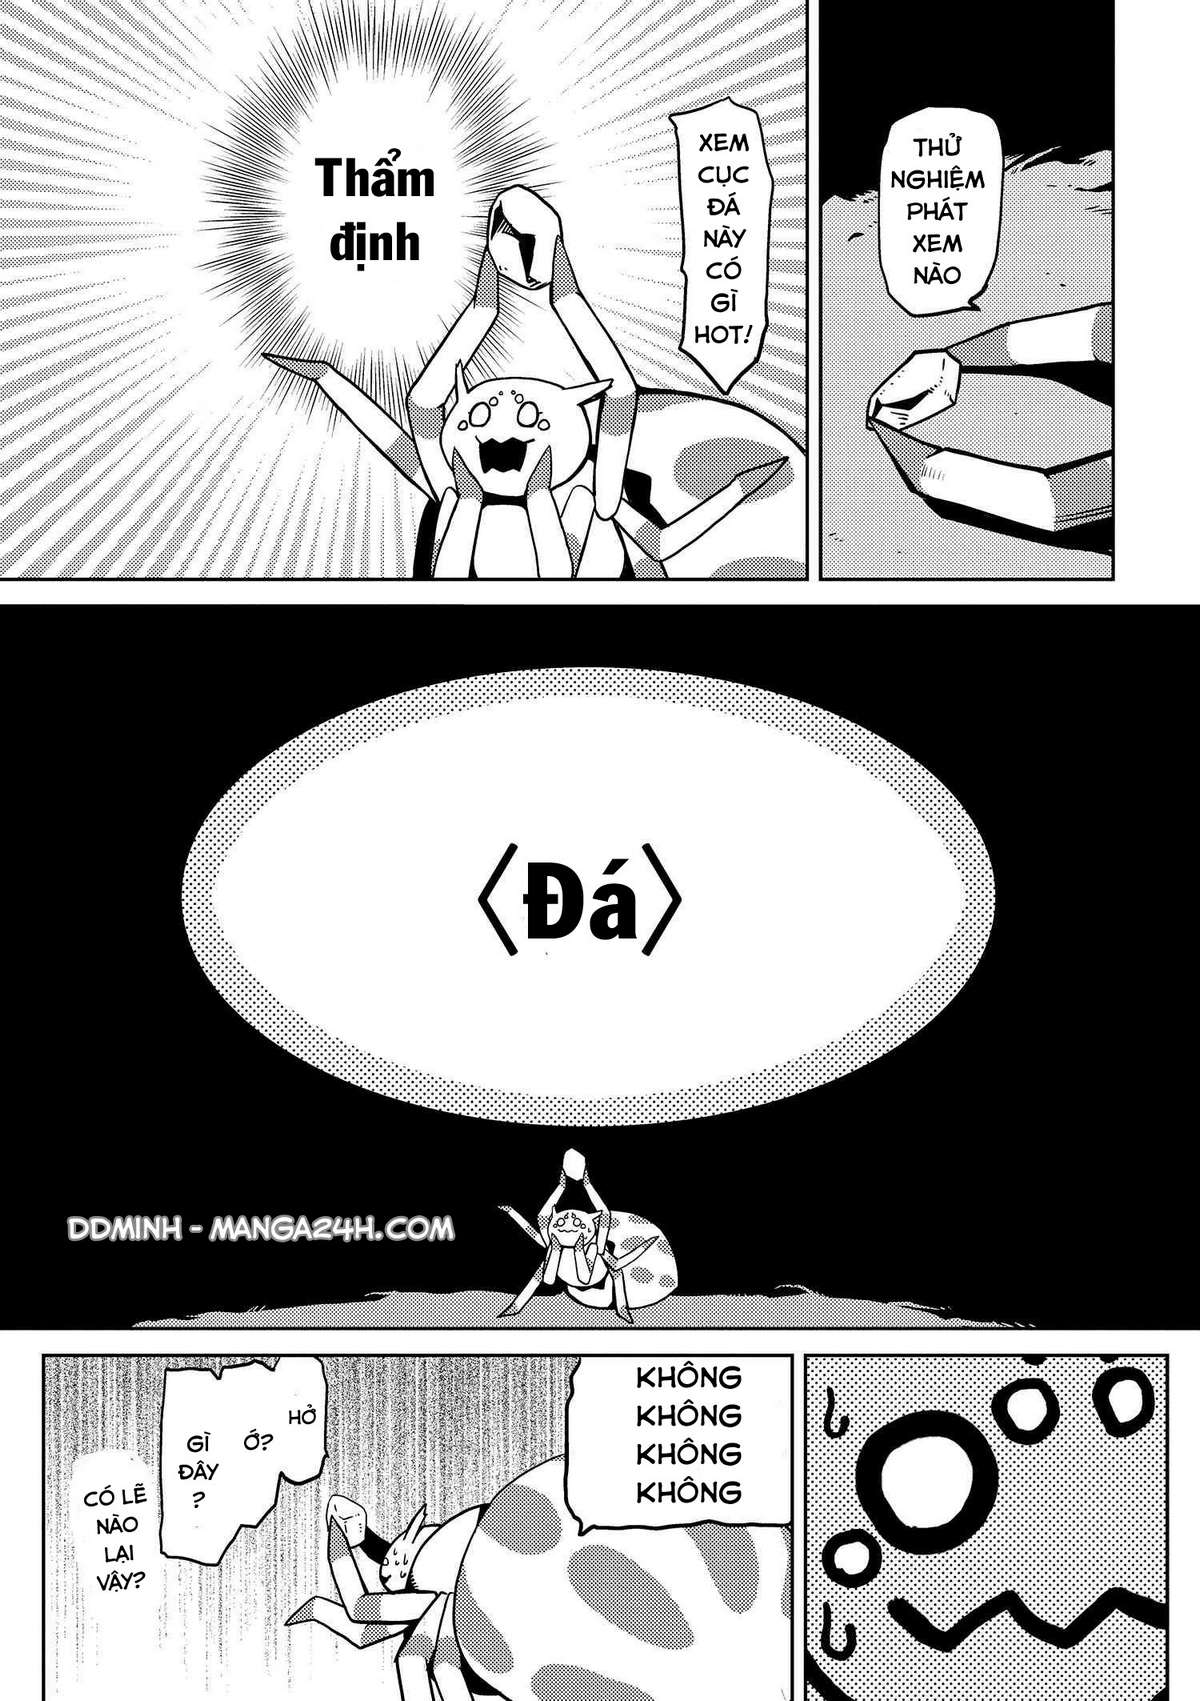 THỬ
NGHIỆM
PHÁT
XEM
NÀO
XEM
CỤC
ĐÁ
NÀY
CÓ
GÌ
HOT!
Thẩm
định
〈Đá〉
DDMINH - MANGA24H.COM
KHÔNG
KHÔNG
KHÔNG
KHÔNG
HỞ
Ớ?
GÌ
ĐÂY
?
CÓ LẼ
NÀO
LẠI
VẬY?